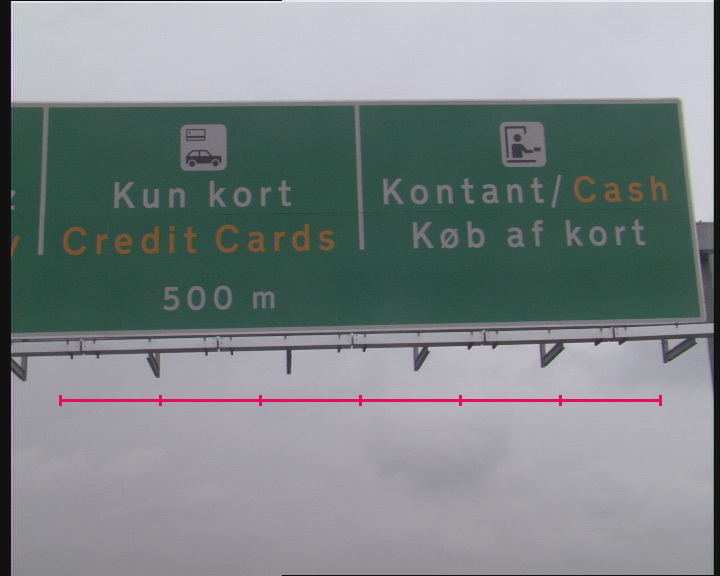 Kun kort
Credit Cards
500 m
Kontant/Cash
Køb af kort